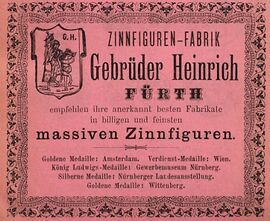 G. H.
ZINNFIGUREN-FABRIK
Gebrüder Heinrich
FÜRTH
empfehlen ihre anerkannt besten Fabrikate
in billigen und feinsten
massiven Zinnfiguren.
Goldene Medaille: Amsterdam. Verdienst-Medaille: Wien.
König Ludwigs-Medaille: Gewerbemuseum Nürnberg.
Silberne Medaille: Nürnberger Landesausstellung.
Goldene Medaille: Wittenberg.